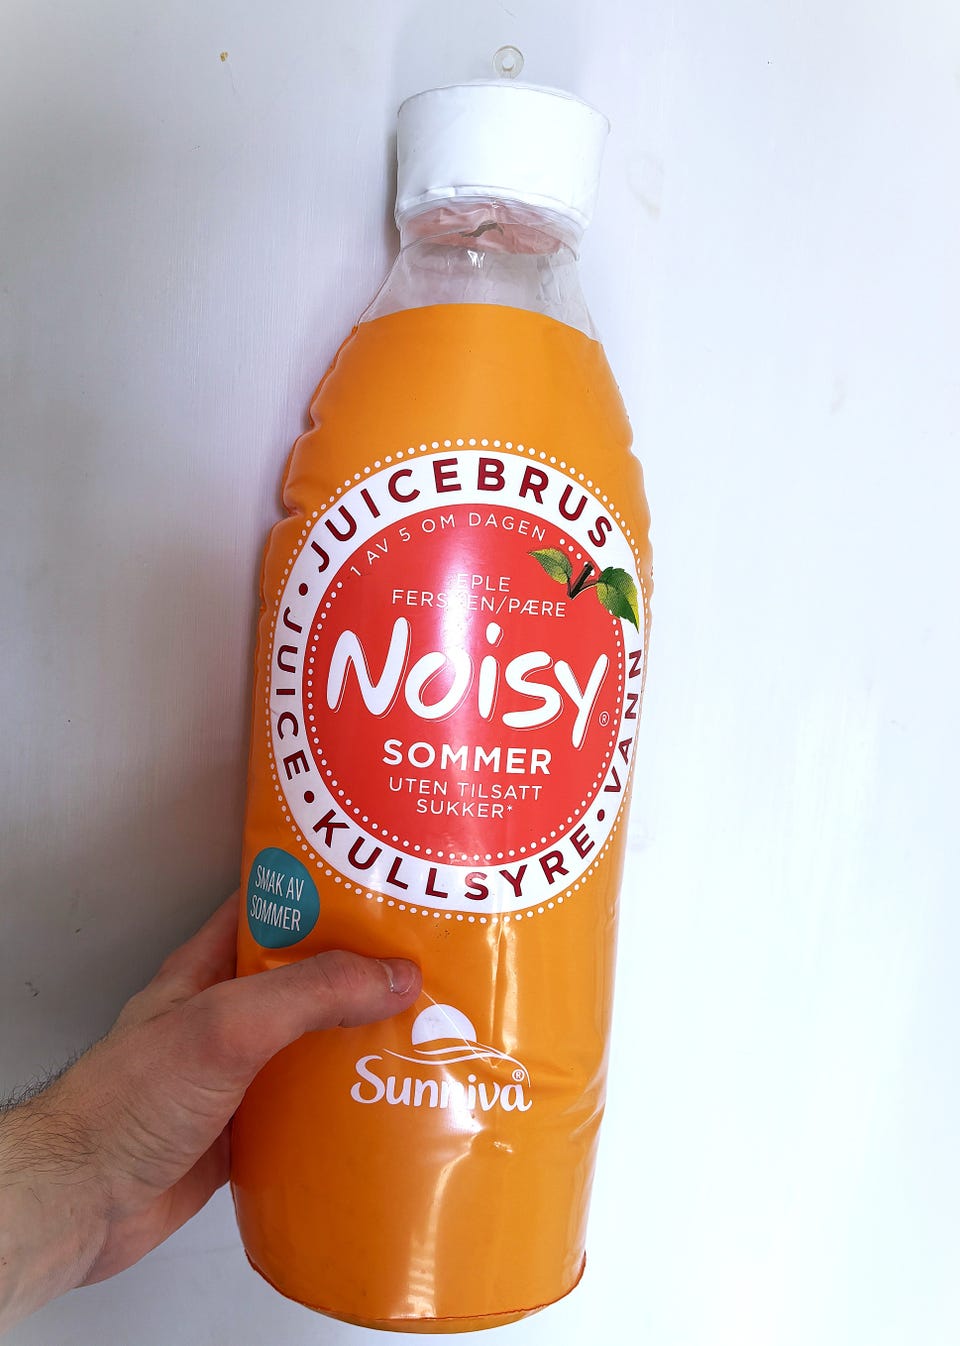 JUICEBRUS • VANN • KULLSYRE • JUICE •
1 AV 5 OM DAGEN
EPLE
FERSKEN/PÆRE
NOISY®
SOMMER
UTEN TILSATT
SUKKER*
SMAK AV
SOMMER
Sunniva®